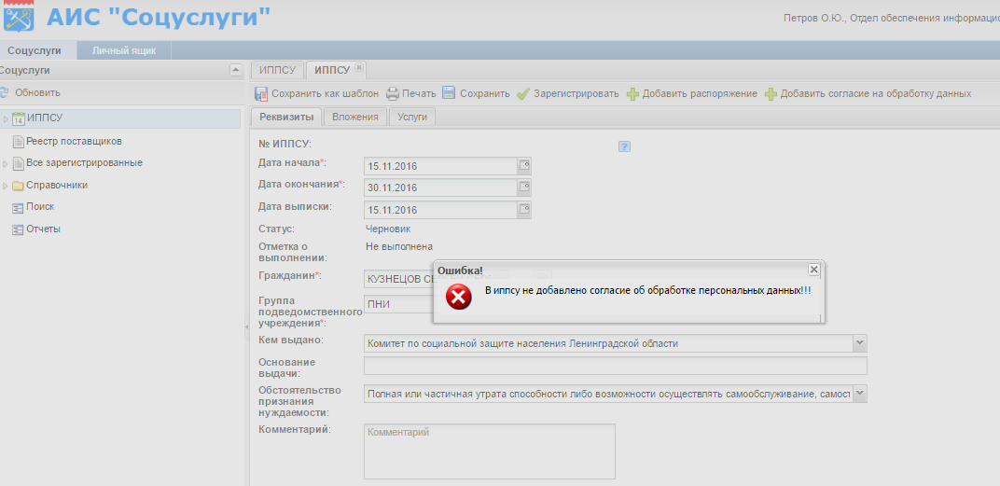 АИС "Соцуслуги"
Петров О.Ю., Отдел обеспечения информацио
Соцуслуги Личный ящик
Соцуслуги
ИППСУ ИППСУ
Обновить
Сохранить как шаблон Печать Сохранить Зарегистрировать Добавить распоряжение Добавить согласие на обработку данных
Реквизиты Вложения Услуги
14 ИППСУ
Реестр поставщиков
Все зарегистрированные
Справочники
Поиск
Отчеты
№ ИППСУ: ?
Дата начала*: 15.11.2016
Дата окончания*: 30.11.2016
Дата выписки: 15.11.2016
Статус: Черновик
Отметка о
выполнении: Не выполнена
Гражданин*: КУЗНЕЦОВ
Ошибка!
В иппсу не добавлено согласие об обработке персональных данных!!!
Группа
подведомственного
учреждения*: ПНИ
Кем выдано: Комитет по социальной защите населения Ленинградской области
Основание
выдачи:
Обстоятельство
признания
нуждаемости: Полная или частичная утрата способности либо возможности осуществлять самообслуживание, самост
Комментарий: Комментарий